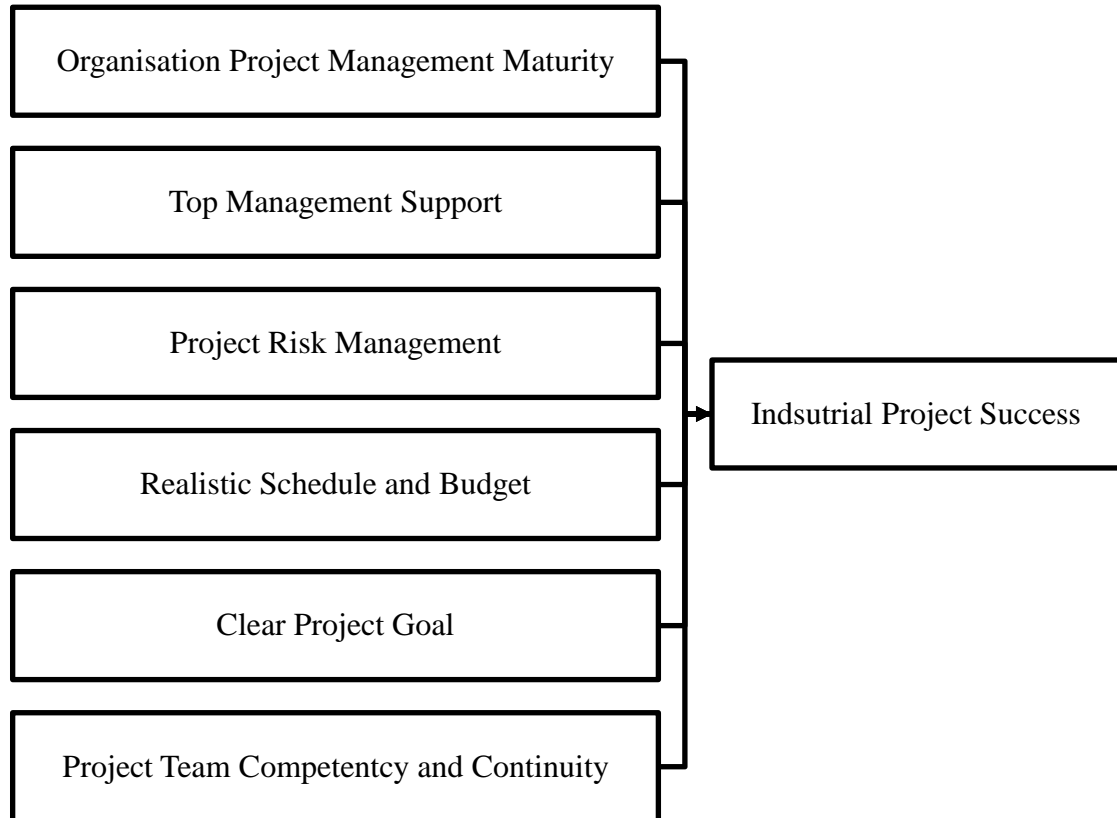 Organisation Project Management Maturity
Top Management Support
Project Risk Management
Realistic Schedule and Budget
Indsutrial Project Success
Clear Project Goal
Project Team Competentcy and Continuity